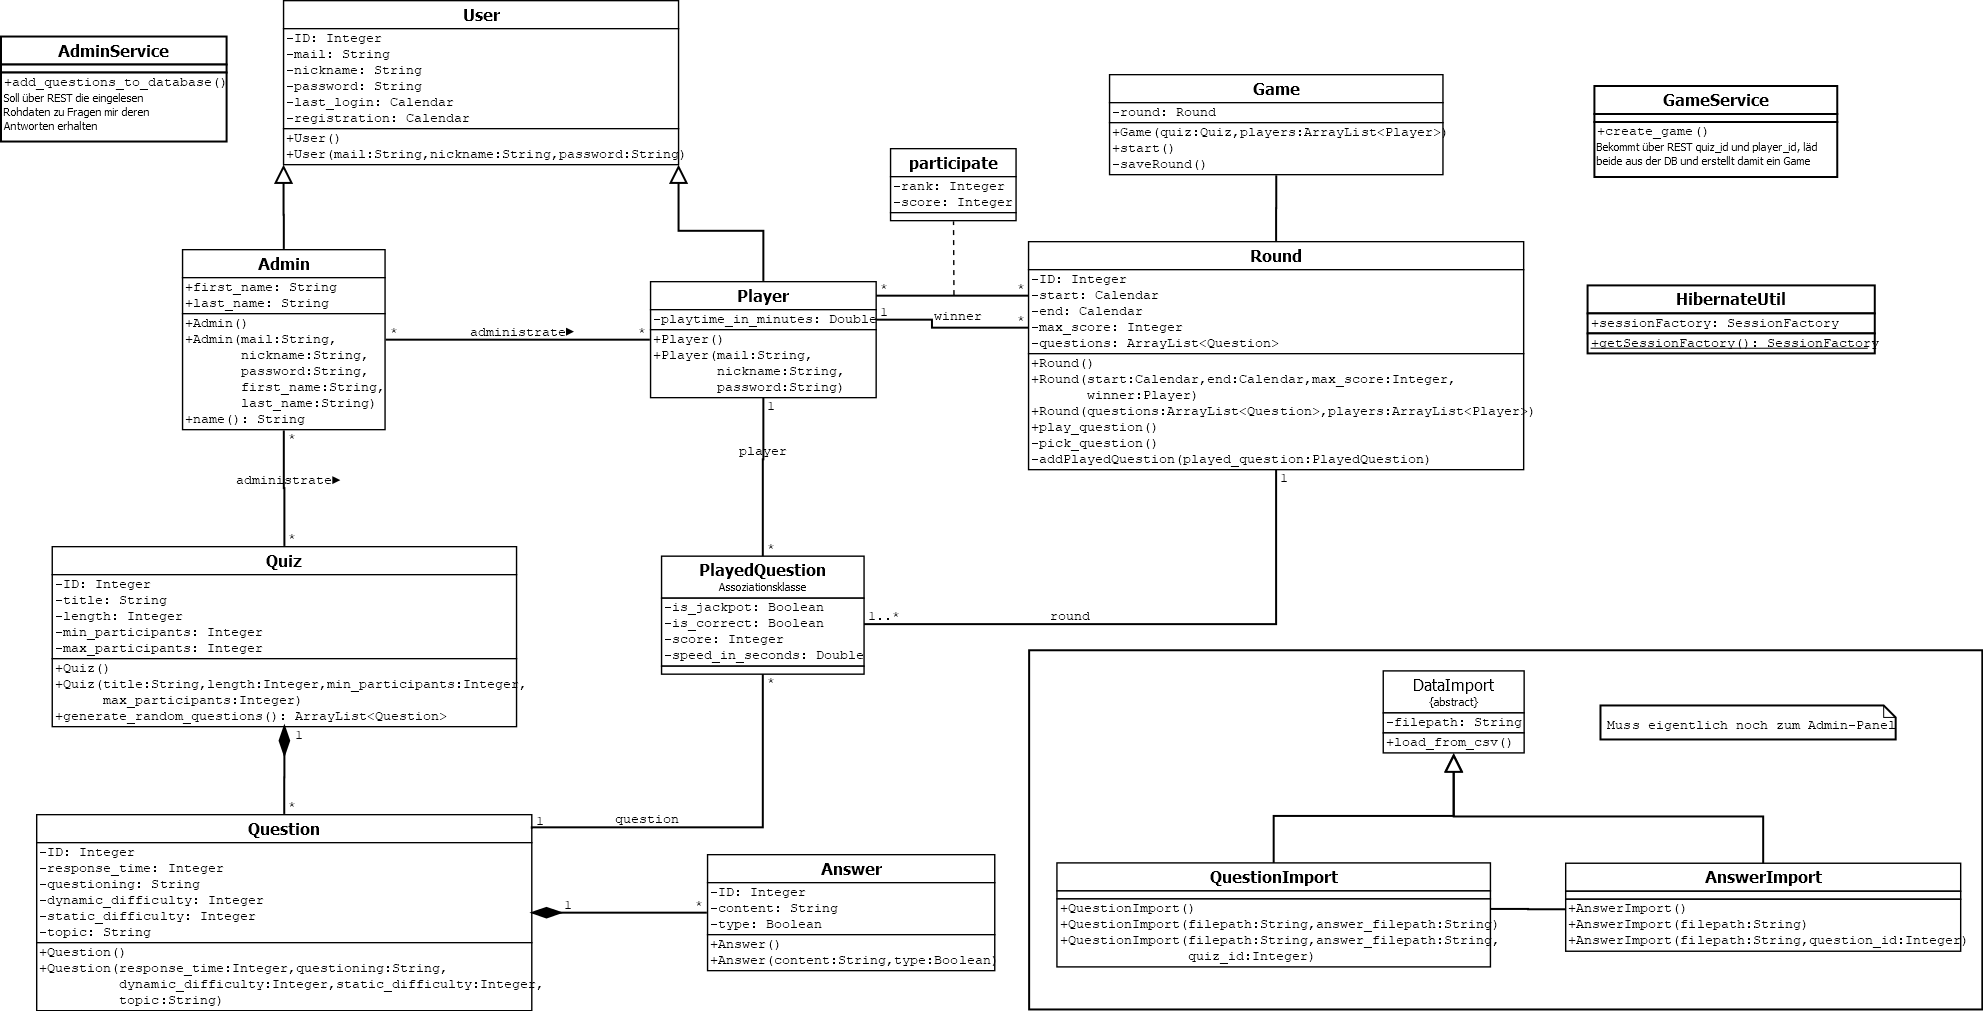 User
-ID: Integer
-mail: String
-nickname: String
-password: String
-last_login: Calendar
-registration: Calendar
+User()
+User(mail:String,nickname:String,password:String)
AdminService
+add_questions_to_database()
Soll über REST die eingelesen
Rohdaten zu Fragen mir deren
Antworten erhalten
Game
-round: Round
+Game(quiz:Quiz,players:ArrayList<Player>)
+start()
-saveRound()
GameService
+create_game()
Bekommt über REST quiz_id und player_id, läd
beide aus der DB und erstellt damit ein Game
participate
-rank: Integer
-score: Integer
Admin
+first_name: String
+last_name: String
+Admin()
+Admin(mail:String,
nickname:String,
password:String,
first_name:String,
last_name:String)
+name(): String
* administrate► *
Player
-playtime_in_minutes: Double
+Player()
+Player(mail:String,
nickname:String,
password:String)
* *
1 winner *
Round
-ID: Integer
-start: Calendar
-end: Calendar
-max_score: Integer
-questions: ArrayList<Question>
+Round()
+Round(start:Calendar,end:Calendar,max_score:Integer,
winner:Player)
+Round(questions:ArrayList<Question>,players:ArrayList<Player>)
+play_question()
-pick_question()
-addPlayedQuestion(played_question:PlayedQuestion)
HibernateUtil
+sessionFactory: SessionFactory
+getSessionFactory(): SessionFactory
*
administrate►
*
1
player
*
1
Quiz
-ID: Integer
-title: String
-length: Integer
-min_participants: Integer
-max_participants: Integer
+Quiz()
+Quiz(title:String,length:Integer,min_participants:Integer,
max_participants:Integer)
+generate_random_questions(): ArrayList<Question>
PlayedQuestion
Assoziationsklasse
-is_jackpot: Boolean
-is_correct: Boolean
-score: Integer
-speed_in_seconds: Double
1..* round
*
1
*
1 question
Question
-ID: Integer
-response_time: Integer
-questioning: String
-dynamic_difficulty: Integer
-static_difficulty: Integer
-topic: String
+Question()
+Question(response_time:Integer,questioning:String,
dynamic_difficulty:Integer,static_difficulty:Integer,
topic:String)
1 *
Answer
-ID: Integer
-content: String
-type: Boolean
+Answer()
+Answer(content:String,type:Boolean)
DataImport
{abstract}
-filepath: String
+load_from_csv()
Muss eigentlich noch zum Admin-Panel
QuestionImport
+QuestionImport()
+QuestionImport(filepath:String,answer_filepath:String)
+QuestionImport(filepath:String,answer_filepath:String,
quiz_id:Integer)
AnswerImport
+AnswerImport()
+AnswerImport(filepath:String)
+AnswerImport(filepath:String,question_id:Integer)